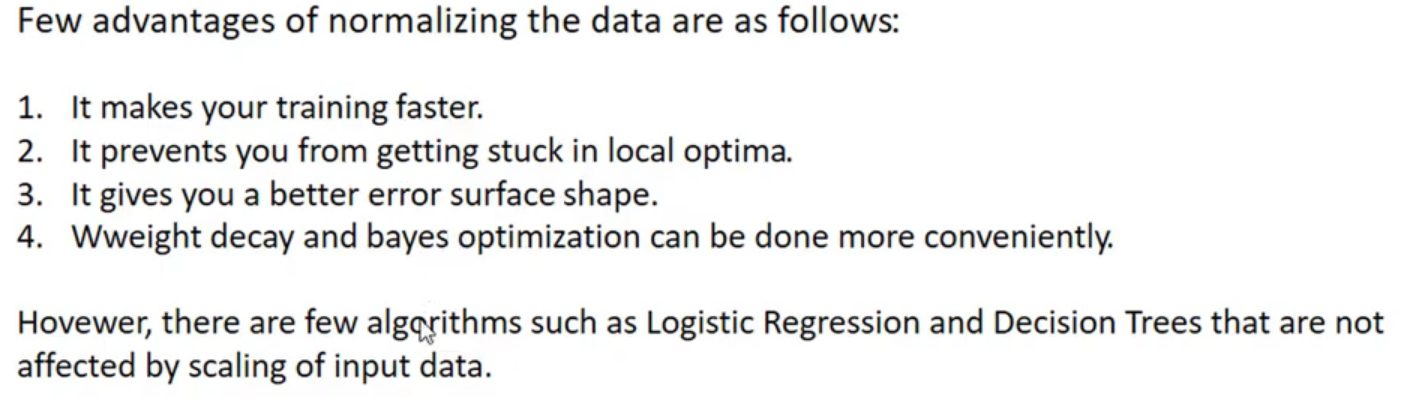 Few advantages of normalizing the data are as follows:
1. It makes your training faster.
2. It prevents you from getting stuck in local optima.
3. It gives you a better error surface shape.
4. Wweight decay and bayes optimization can be done more conveniently.
Hovewer, there are few algorithms such as Logistic Regression and Decision Trees that are not
affected by scaling of input data.